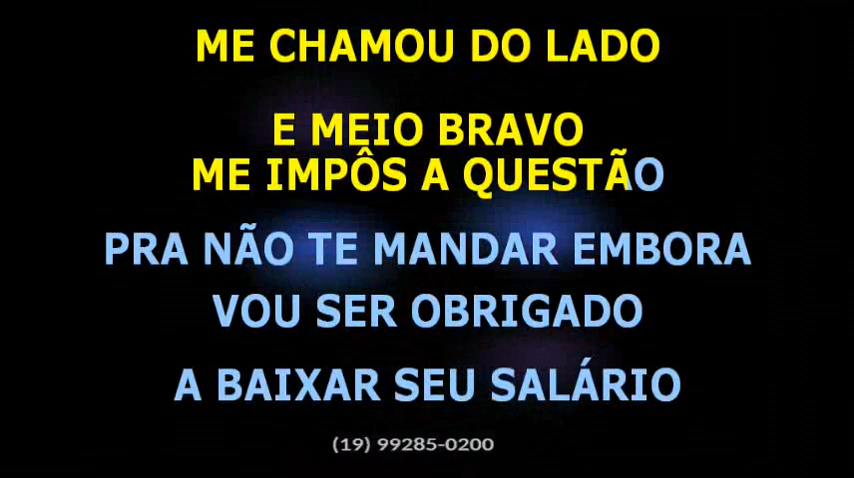 ME CHAMOU DO LADO
E MEIO BRAVO
ME IMPÔS A QUESTÃO
PRA NÃO TE MANDAR EMBORA
VOU SER OBRIGADO
A BAIXAR SEU SALÁRIO
(19) 99285-0200